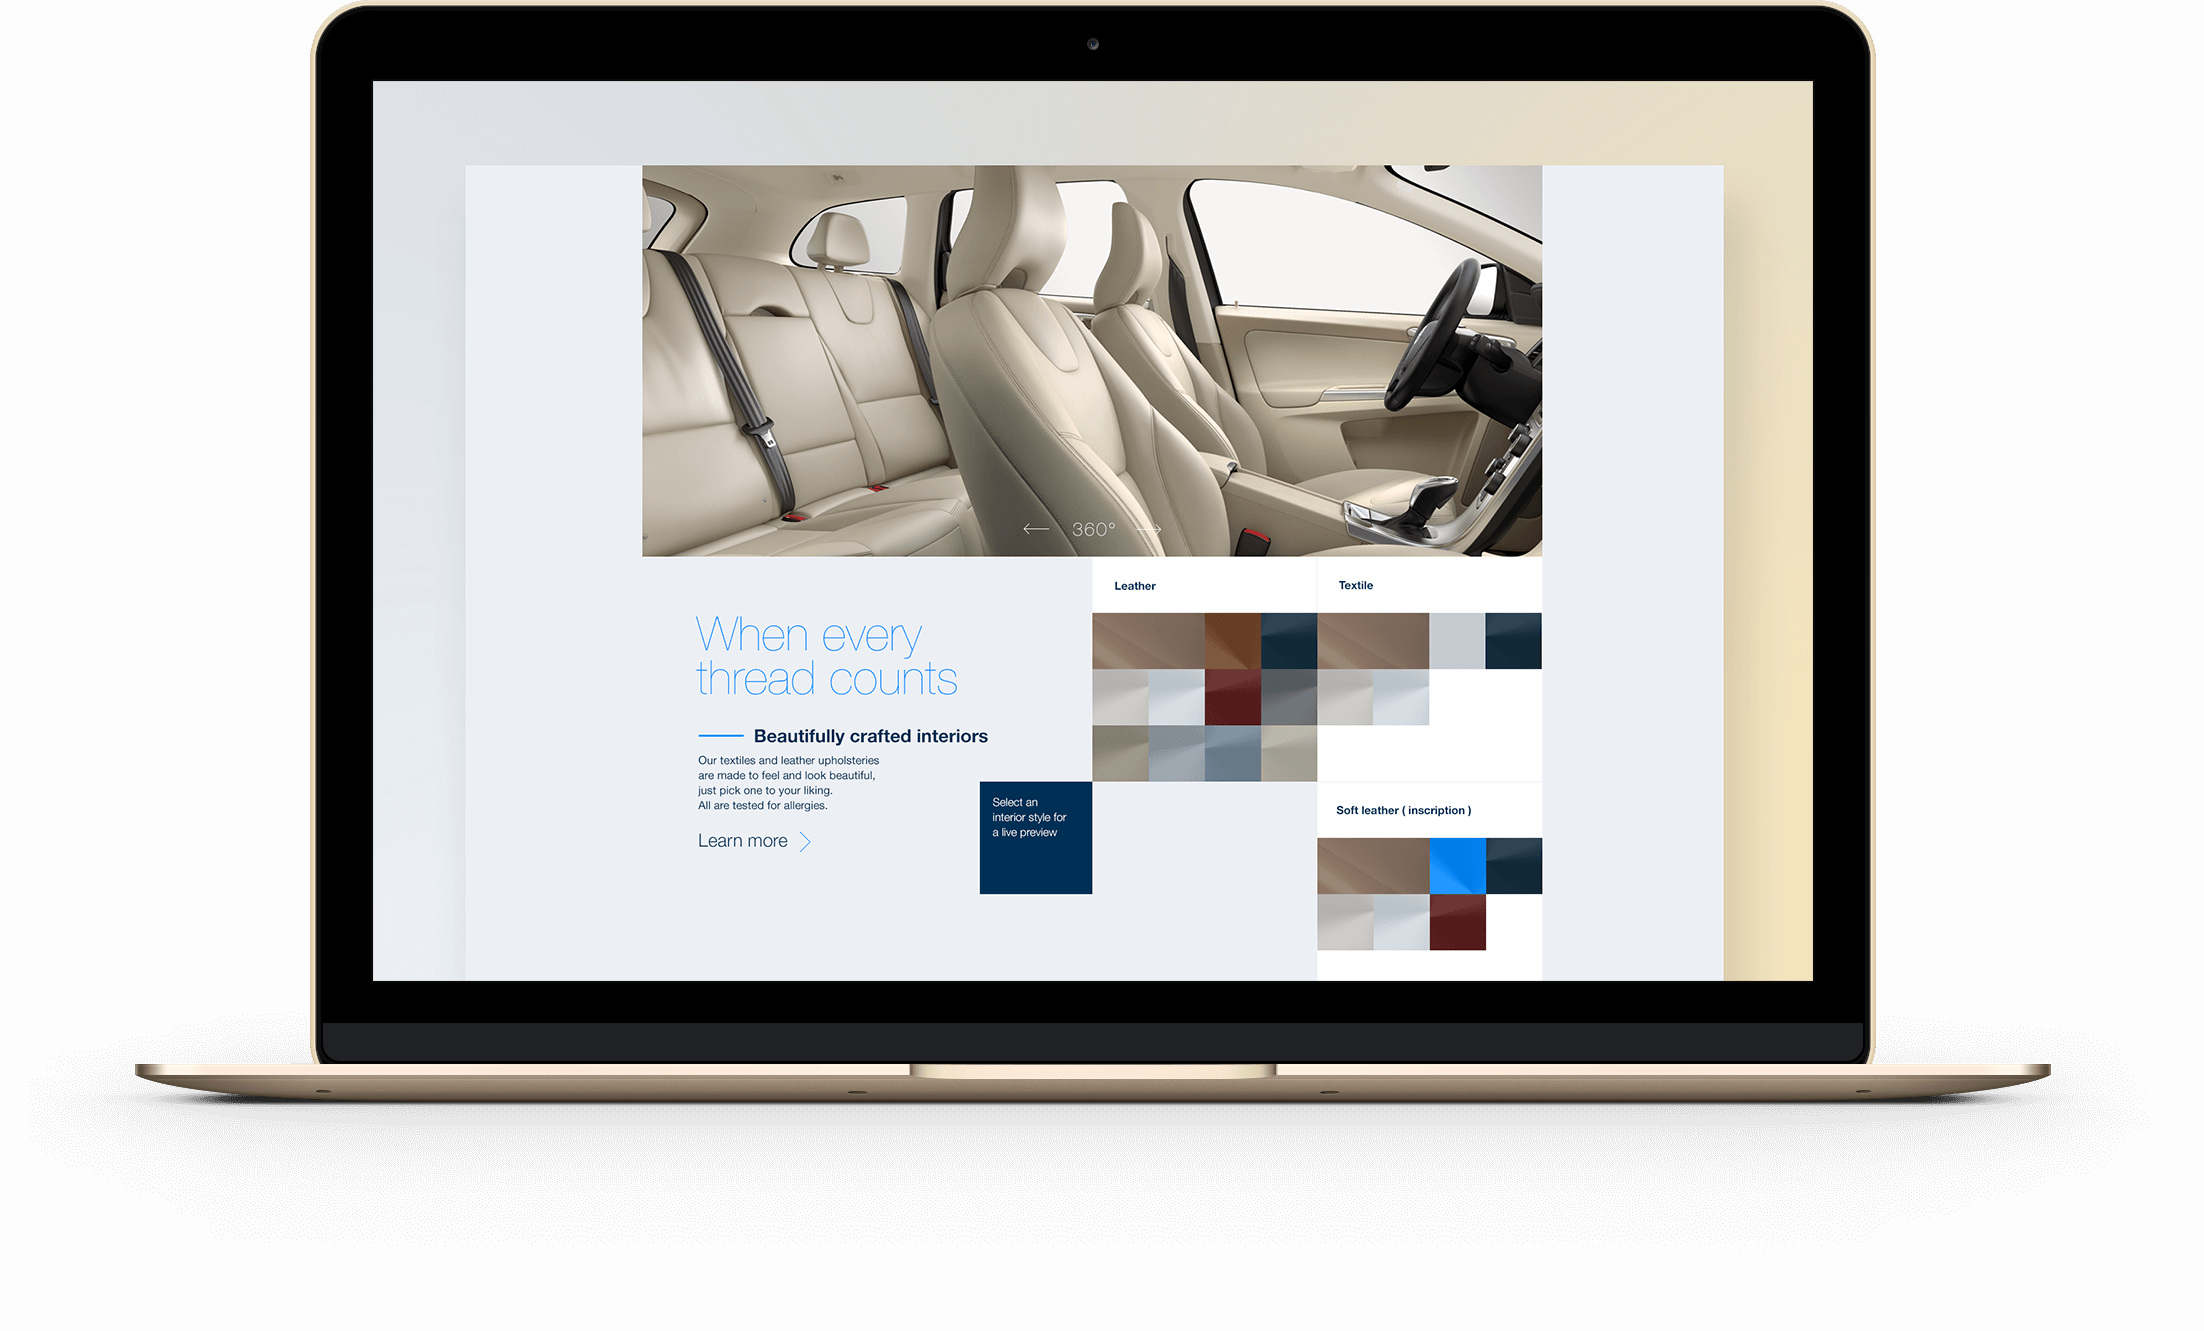 360°
Leather
Textile
When every
thread counts
Beautifully crafted interiors
Our textiles and leather upholsteries
are made to feel and look beautiful,
just pick one to your liking.
All are tested for allergies.
Learn more
Select an
interior style for
a live preview
Soft leather ( inscription )